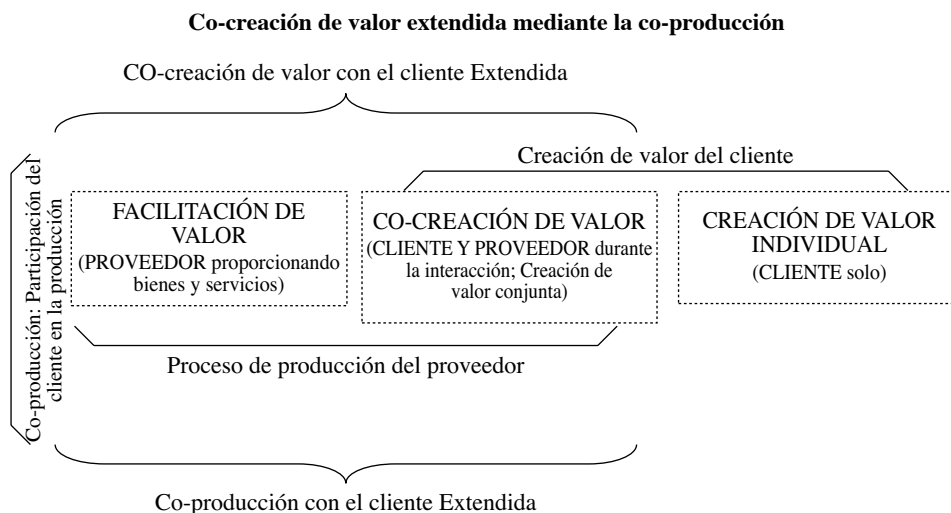 Co-creación de valor extendida mediante la co-producción
CO-creación de valor con el cliente Extendida
Creación de valor del cliente
Co-producción: Participación del
cliente en la producción
FACILITACIÓN DE
VALOR
(PROVEEDOR proporcionando
bienes y servicios)
CO-CREACIÓN DE VALOR
(CLIENTE Y PROVEEDOR durante
la interacción; Creación de
valor conjunta)
CREACIÓN DE VALOR
INDIVIDUAL
(CLIENTE solo)
Proceso de producción del proveedor
Co-producción con el cliente Extendida